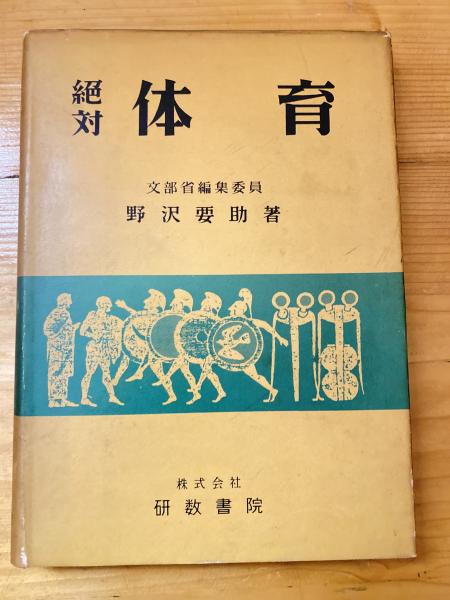 絶対 体育
文部省編集委員
野沢要助著
株式会社
研数書院